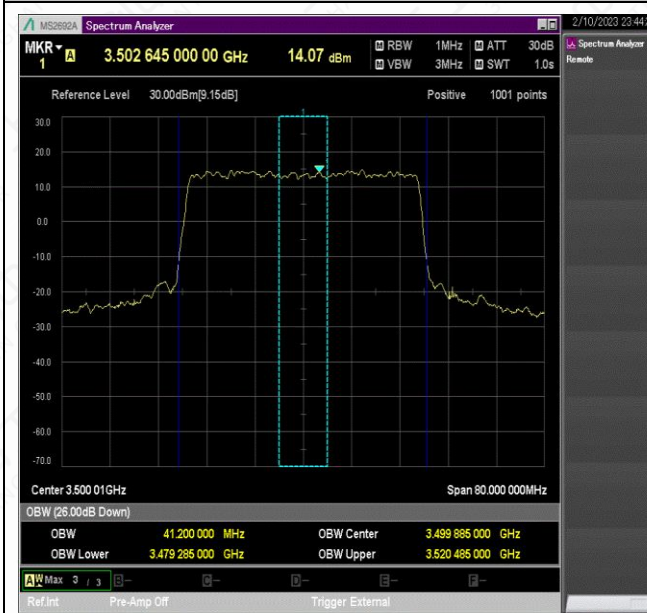 MS2692A Spectrum Analyzer
2/10/2023 23:44:
MKR 1 A 3.502 645 000 00 GHz 14.07 dBm
M RBW 1MHz M ATT 30dB
M VBW 3MHz M SWT 1.0s
Spectrum Analyzer
Remote
Reference Level 30.00dBm[9.15dB] Positive 1001 points
30.0
20.0
10.0
0.0
-10.0
-20.0
-30.0
-40.0
-50.0
-60.0
-70.0
Center 3.500 01GHz Span 80.000 000MHz
OBW (26.00dB Down)
OBW 41.200 000 MHz OBW Center 3.499 885 000 GHz
OBW Lower 3.479 285 000 GHz OBW Upper 3.520 485 000 GHz
A W Max 3 / 3 B- C- D- E- F-
Ref.Int Pre-Amp Off Trigger External